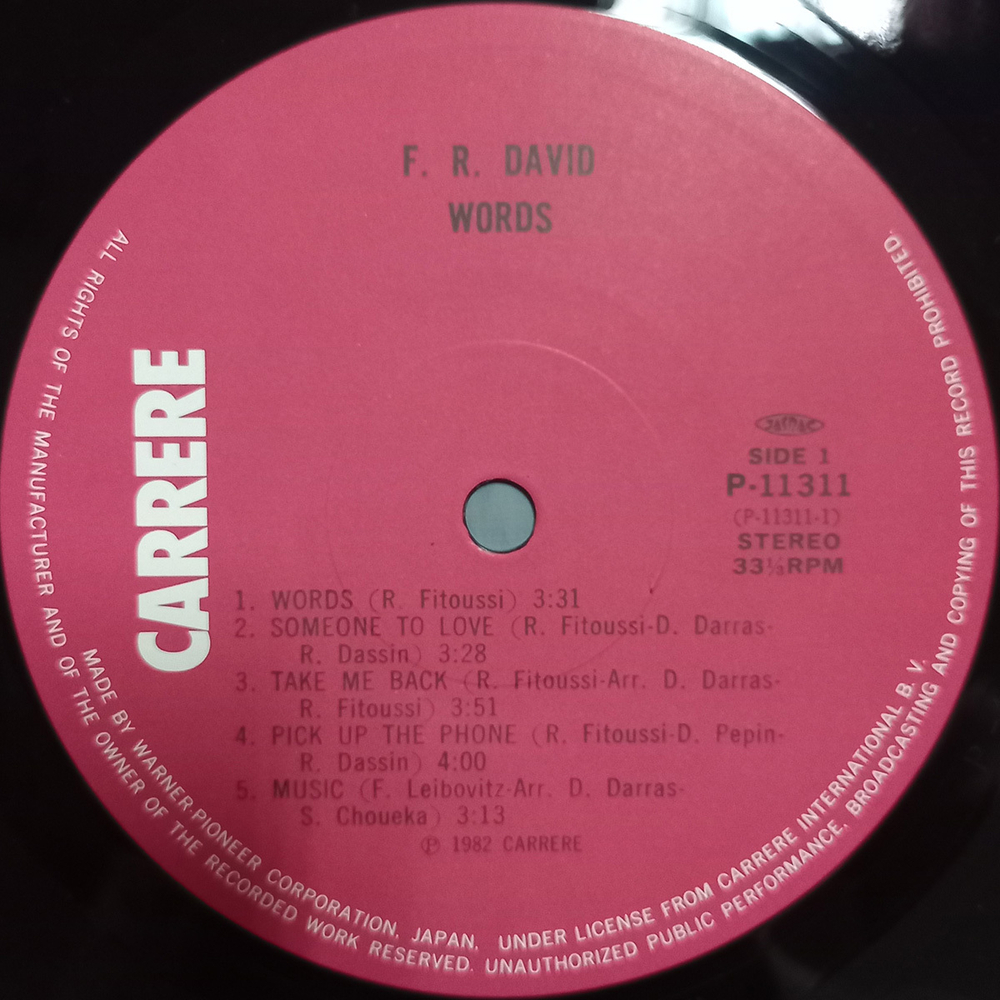 F. R. DAVID
WORDS
CARRERE
JASRAC
SIDE 1
P-11311
(P-11311-1)
STEREO
33⅓RPM
1. WORDS (R. Fitoussi) 3:31
2. SOMEONE TO LOVE (R. Fitoussi-D. Darras-
R. Dassin) 3:28
3. TAKE ME BACK (R. Fitoussi-Arr. D. Darras-
R. Fitoussi) 3:51
4. PICK UP THE PHONE (R. Fitoussi-D. Pepin-
R. Dassin) 4:00
5. MUSIC (F. Leibovitz-Arr. D. Darras-
S. Choueka) 3:13
Ⓟ 1982 CARRERE
MADE BY WARNER-PIONEER CORPORATION, JAPAN, UNDER LICENSE FROM CARRERE INTERNATIONAL B. V.
ALL RIGHTS OF THE MANUFACTURER AND OF THE OWNER OF THE RECORDED WORK RESERVED. UNAUTHORIZED PUBLIC PERFORMANCE, BROADCASTING AND COPYING OF THIS RECORD PROHIBITED.